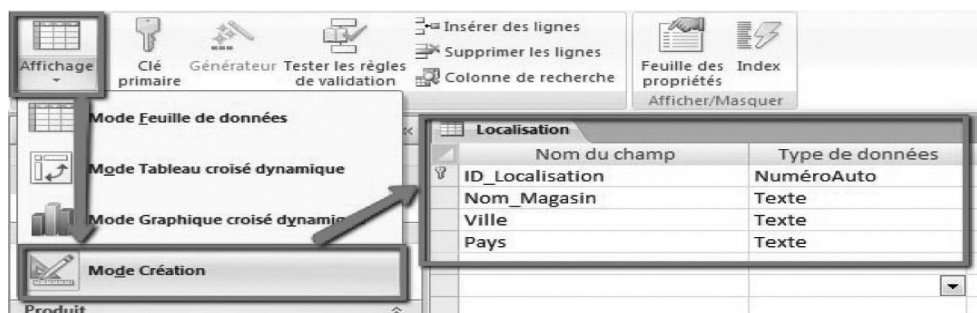 Affichage
Clé primaire
Générateur
Tester les règles de validation
Insérer des lignes
Supprimer les lignes
Colonne de recherche
Feuille des propriétés
Index
Afficher/Masquer
Mode Feuille de données
Mode Tableau croisé dynamique
Mode Graphique croisé dynamiq
Mode Création
Produit
Localisation
Nom du champ Type de données
ID_Localisation NuméroAuto
Nom_Magasin Texte
Ville Texte
Pays Texte